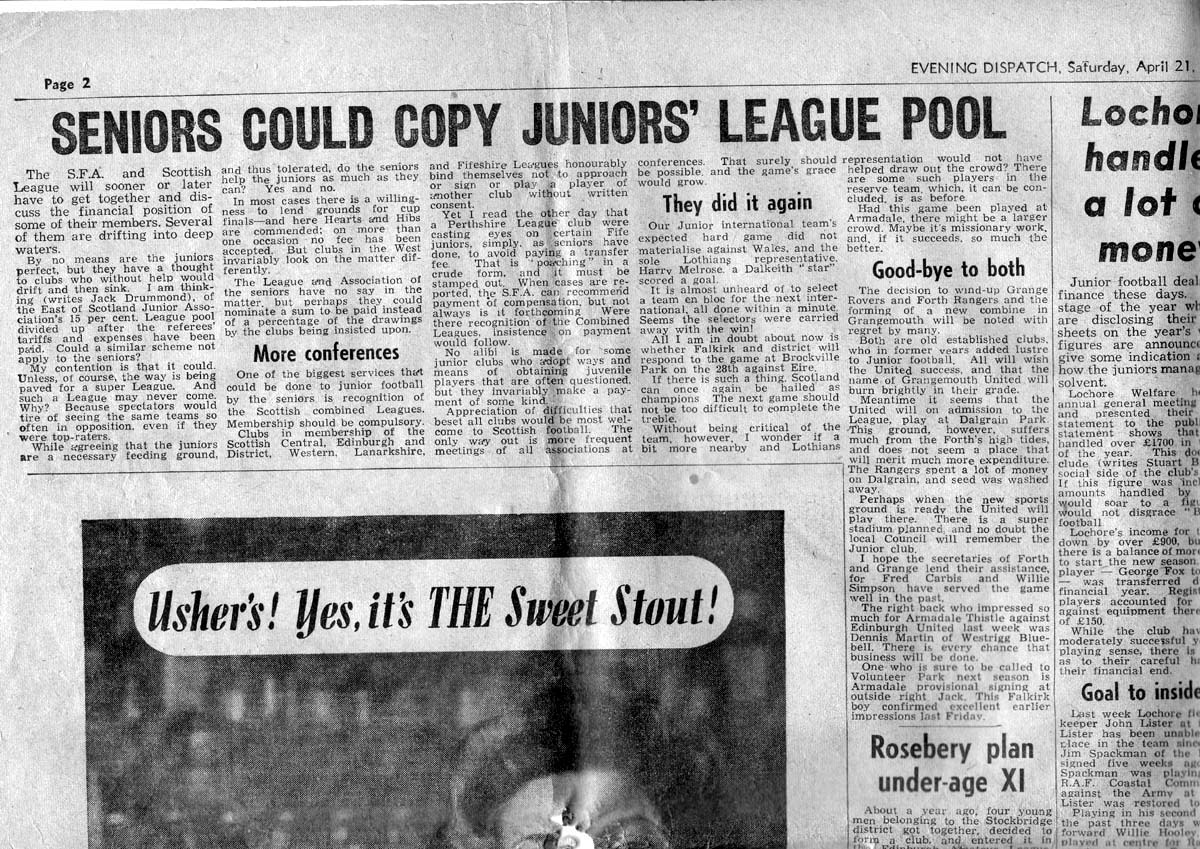 Page 2
EVENING DISPATCH, Saturday, April 21,
SENIORS COULD COPY JUNIORS' LEAGUE POOL
The S.F.A. and Scottish
League will sooner or later
have to get together and dis-
cuss the financial position of
some of their members. Several
of them are drifting into deep
waters.
By no means are the juniors
perfect, but they have a thought
to clubs who without help would
drift and then sink. I am think-
ing (writes Jack Drummond), of
the East of Scotland Junior Asso-
ciation's 15 per cent. League pool
divided up after the referees'
tariffs and expenses have been
paid. Could a similar scheme not
apply to the seniors?
My contention is that it could.
Unless, of course, the way is being
paved for a super League. And
such a League may never come.
Why? Because spectators would
tire of seeing the same teams so
often in opposition, even if they
were top-raters.
While agreeing that the juniors
are a necessary feeding ground,
and thus tolerated, do the seniors
help the juniors as much as they
can? Yes and no.
In most cases there is a willing-
ness to lend grounds for cup
finals—and here Hearts and Hibs
are commended; on more than
one occasion no fee has been
accepted. But clubs in the West
invariably look on the matter dif-
ferently.
The League and Association of
the seniors have no say in the
matter, but perhaps they could
nominate a sum to be paid instead
of a percentage of the drawings
by the clubs being insisted upon.
More conferences
One of the biggest services that
could be done to junior football
by the seniors is recognition of
the Scottish combined Leagues.
Membership should be compulsory.
Clubs in membership of the
Scottish Central, Edinburgh and
District, Western, Lanarkshire,
and Fifeshire Leagues honourably
bind themselves not to approach
or sign or play a player of
another club without written
consent.
Yet I read the other day that
Perthshire League club were
casting eyes on certain Fife
juniors, simply, as seniors have
done, to avoid paying a transfer
fee. That is "poaching" in a
crude form, and it must be
stamped out. When cases are re-
ported, the S.F.A. can recommend
payment of compensation, but not
always is it forthcoming. Were
there recognition of the Combined
Leagues, insistence on payment
would follow.
No alibi is made for some
junior clubs who adopt ways and
means of obtaining juvenile
players that are often questioned,
but they invariably make a pay-
ment of some kind.
Appreciation of difficulties that
beset all clubs would be most wel-
come to Scottish football. The
only way out is more frequent
meetings of all associations at
conferences. That surely should
be possible, and the game's grace
would grow.
They did it again
Our Junior international team's
expected hard game did not
materialise against Wales, and the
sole Lothians representative,
Harry Melrose, a Dalkeith "star"
scored a goal.
It is almost unheard of to select
a team en bloc for the next inter-
national, all done within a minute.
Seems the selectors were carried
away with the win!
All I am in doubt about now is
whether Falkirk and district will
respond to the game at Brockville
Park on the 28th against Eire.
If there is such a thing, Scotland
can once again be hailed as
champions. The next game should
not be too difficult to complete the
treble.
Without being critical of the
team, however, I wonder if a
bit more nearby and Lothians
representation would not have
helped draw out the crowd? There
are some such players in the
reserve team, which, it can be con-
cluded, is as before.
Had this game been played at
Armadale, there might be a larger
crowd. Maybe it's missionary work,
and, if it succeeds, so much the
better.
Good-bye to both
The decision to wind-up Grange
Rovers and Forth Rangers and the
forming of a new combine in
Grangemouth will be noted with
regret by many.
Both are old established clubs,
who in former years added lustre
to Junior football. All will wish
the United success, and that the
name of Grangemouth United will
burn brightly in their grade.
Meantime it seems that the
United will on admission to the
League, play at Dalgrain Park.
This ground, however, suffers
much from the Forth's high tides,
and does not seem a place that
will merit much more expenditure.
The Rangers spent a lot of money
on Dalgrain, and seed was washed
away.
Perhaps when the new sports
ground is ready the United will
play there. There is a super
stadium planned, and no doubt the
local Council will remember the
Junior club.
I hope the secretaries of Forth
and Grange lend their assistance,
for Fred Carbis and Willie
Simpson have served the game
well in the past.
The right back who impressed so
much for Armadale Thistle against
Edinburgh United last week was
Dennis Martin of Westrigg Blue-
bell. There is every chance that
business will be done.
One who is sure to be called to
Volunteer Park next season is
Armadale provisional signing at
outside right Jack. This Falkirk
boy confirmed excellent earlier
impressions last Friday.
Rosebery plan
under-age XI
About a year ago, four young
men belonging to the Stockbridge
district got together, decided to
form a club, and entered it in
Lochor
handle
a lot
money
Junior football deal
finance these days.
stage of the year wh
are disclosing their
sheets on the year's
figures are announc
give some indication
how the juniors manag
solvent.
Lochore Welfare he
annual general meeting
and presented their
statement to the publi
statement shows that
handled over £1700 in
of the year. This doe
clude (writes Stuart B
social side of the club's
If this figure was incl
amounts handled by
would soar to a figu
would not disgrace "B
football.
Lochore's income for
down by over £900, bu
there is a balance of mor
to start the new season.
player — George Fox to
— was transferred d
financial year. Regist
players accounted for
against equipment there
of £150.
While the club hav
moderately successful y
playing sense, there is
as to their careful h
their financial end.
Goal to inside
Last week Lochore fie
keeper John Lister at
Lister has been unable
place in the team since
Jim Spackman of the
signed five weeks ago
Spackman was playin
R.A.F. Coastal Comm
against the Army at
Lister was restored to
Playing in his second
the past three days w
forward Willie Hooley
played at centre for
Usher's! Yes, it's THE Sweet Stout!